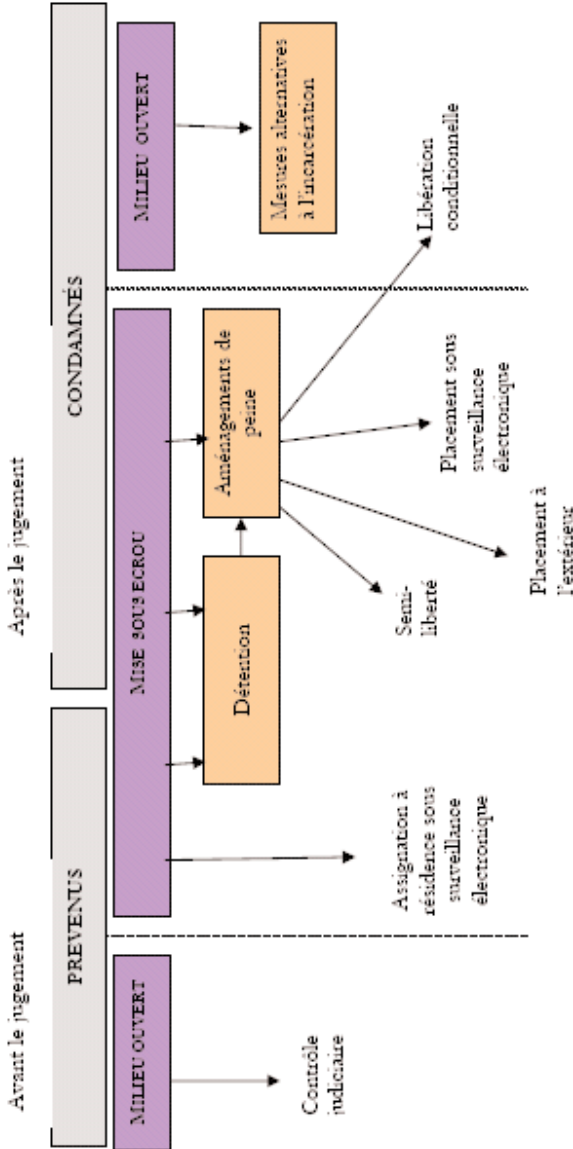 Avant le jugement
Après le jugement
PREVENUS
CONDAMNÉS
MILIEU OUVERT
MISE SOUS ECROU
MILIEU OUVERT
Détention
Aménagements de
peine
Mesures alternatives
à l'incarcération
Contrôle
judiciaire
Assignation à
résidence sous
surveillance
électronique
Semi-
liberté
Placement à
l'extérieur
Placement sous
surveillance
électronique
Libération
conditionnelle